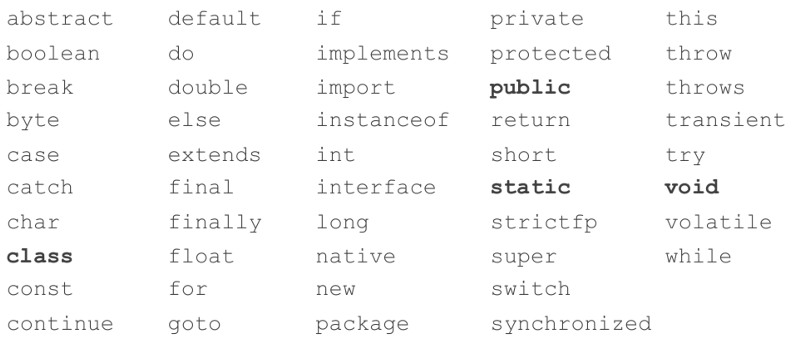 abstract default if private this
boolean do implements protected throw
break double import public throws
byte else instanceof return transient
case extends int short try
catch final interface static void
char finally long strictfp volatile
class float native super while
const for new switch
continue goto package synchronized